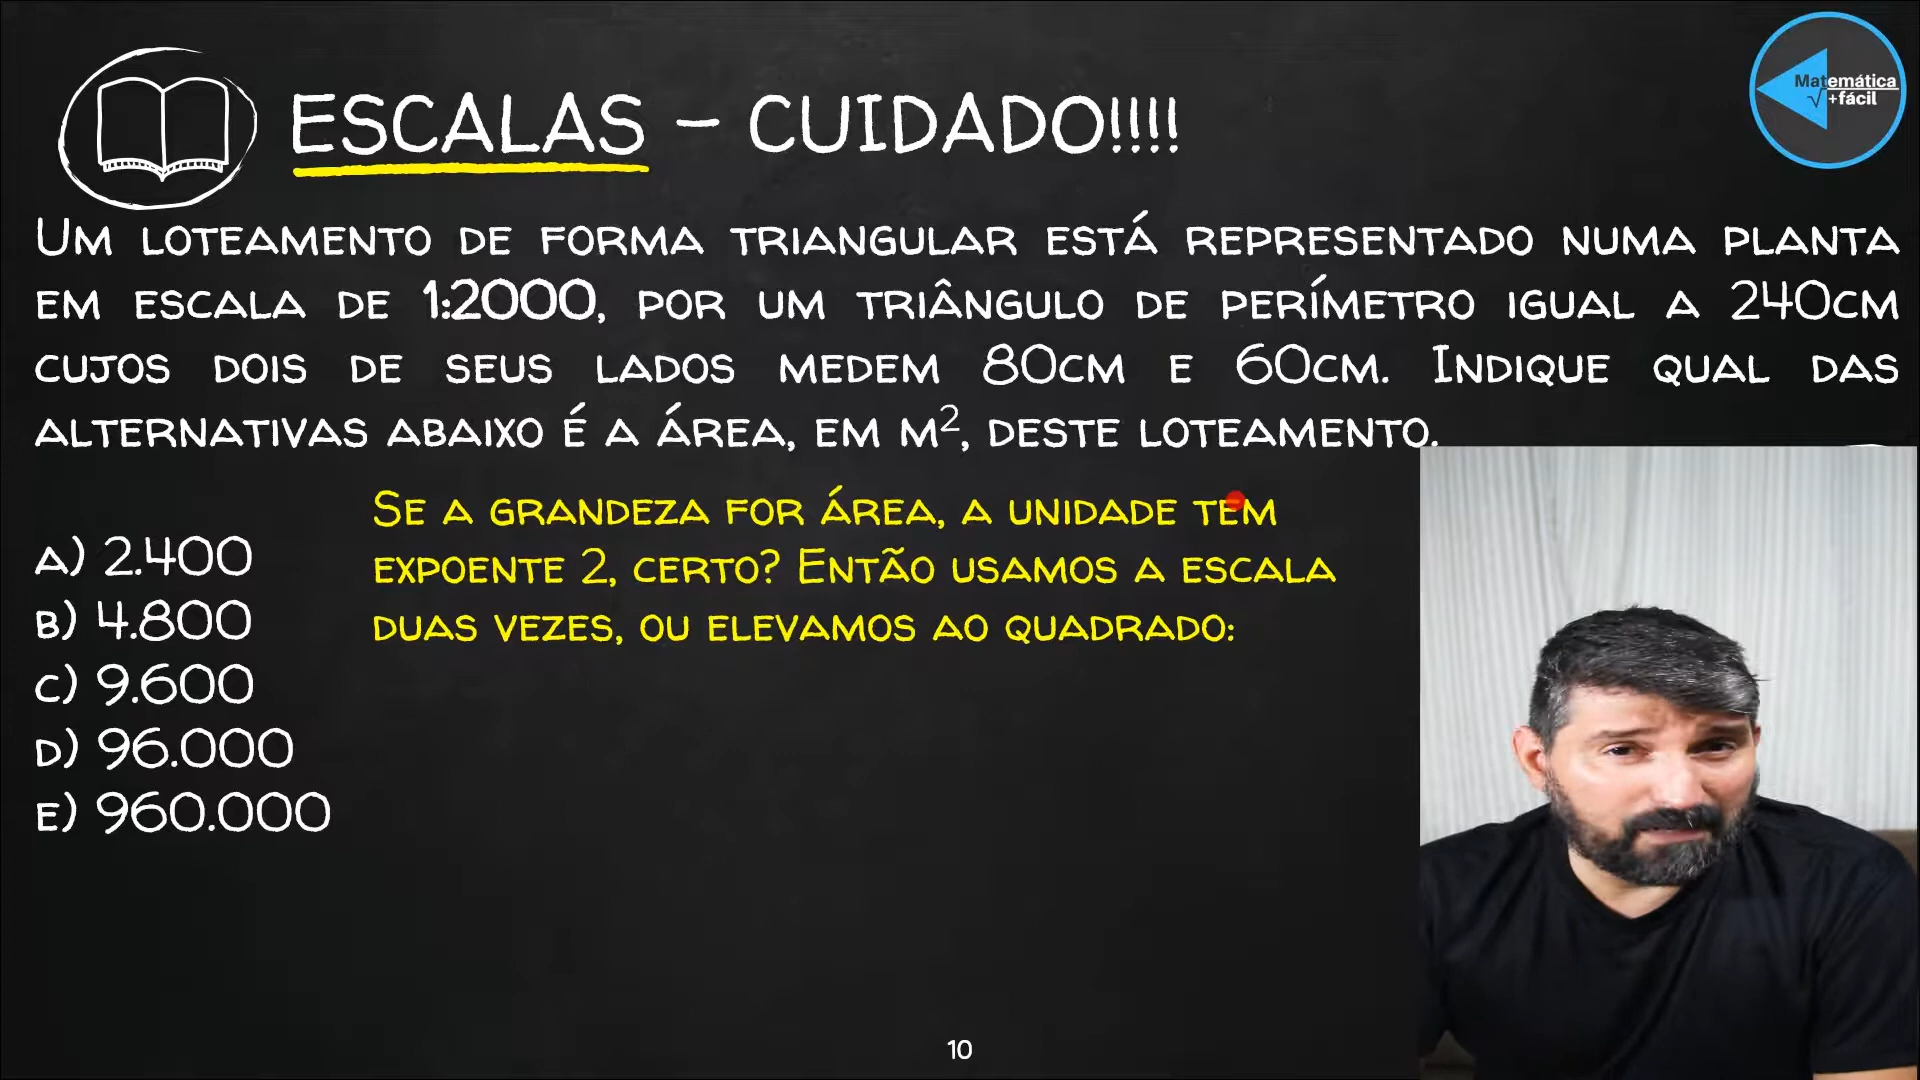 Matemática
√+fácil
ESCALAS – CUIDADO!!!!
UM LOTEAMENTO DE FORMA TRIANGULAR ESTÁ REPRESENTADO NUMA PLANTA
EM ESCALA DE 1:2000, POR UM TRIÂNGULO DE PERÍMETRO IGUAL A 240CM
CUJOS DOIS DE SEUS LADOS MEDEM 80CM E 60CM. INDIQUE QUAL DAS
ALTERNATIVAS ABAIXO É A ÁREA, EM M², DESTE LOTEAMENTO.
SE A GRANDEZA FOR ÁREA, A UNIDADE TEM
EXPOENTE 2, CERTO? ENTÃO USAMOS A ESCALA
DUAS VEZES, OU ELEVAMOS AO QUADRADO:
A) 2.400
B) 4.800
C) 9.600
D) 96.000
E) 960.000
10